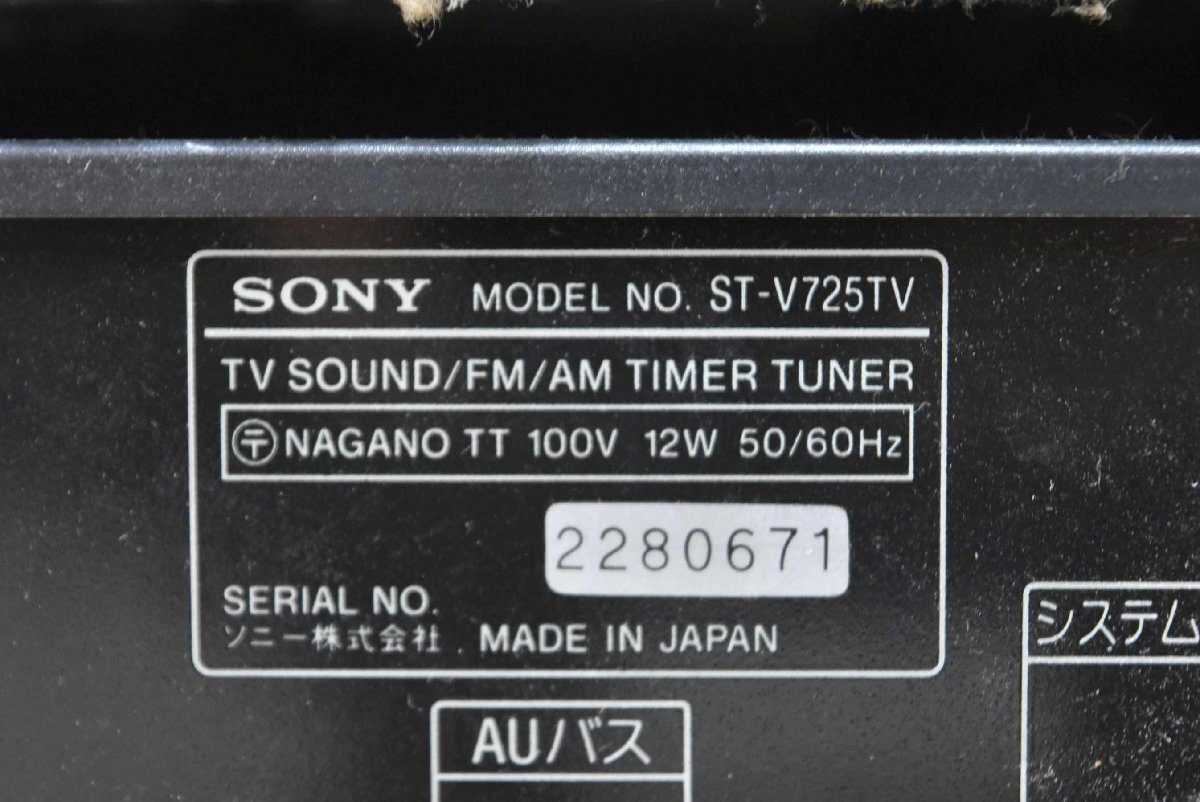 SONY MODEL NO. ST-V725TV
TV SOUND/FM/AM TIMER TUNER
〒 NAGANO TT 100V 12W 50/60Hz
2280671
SERIAL NO.
ソニー株式会社. MADE IN JAPAN
システム
AUバス